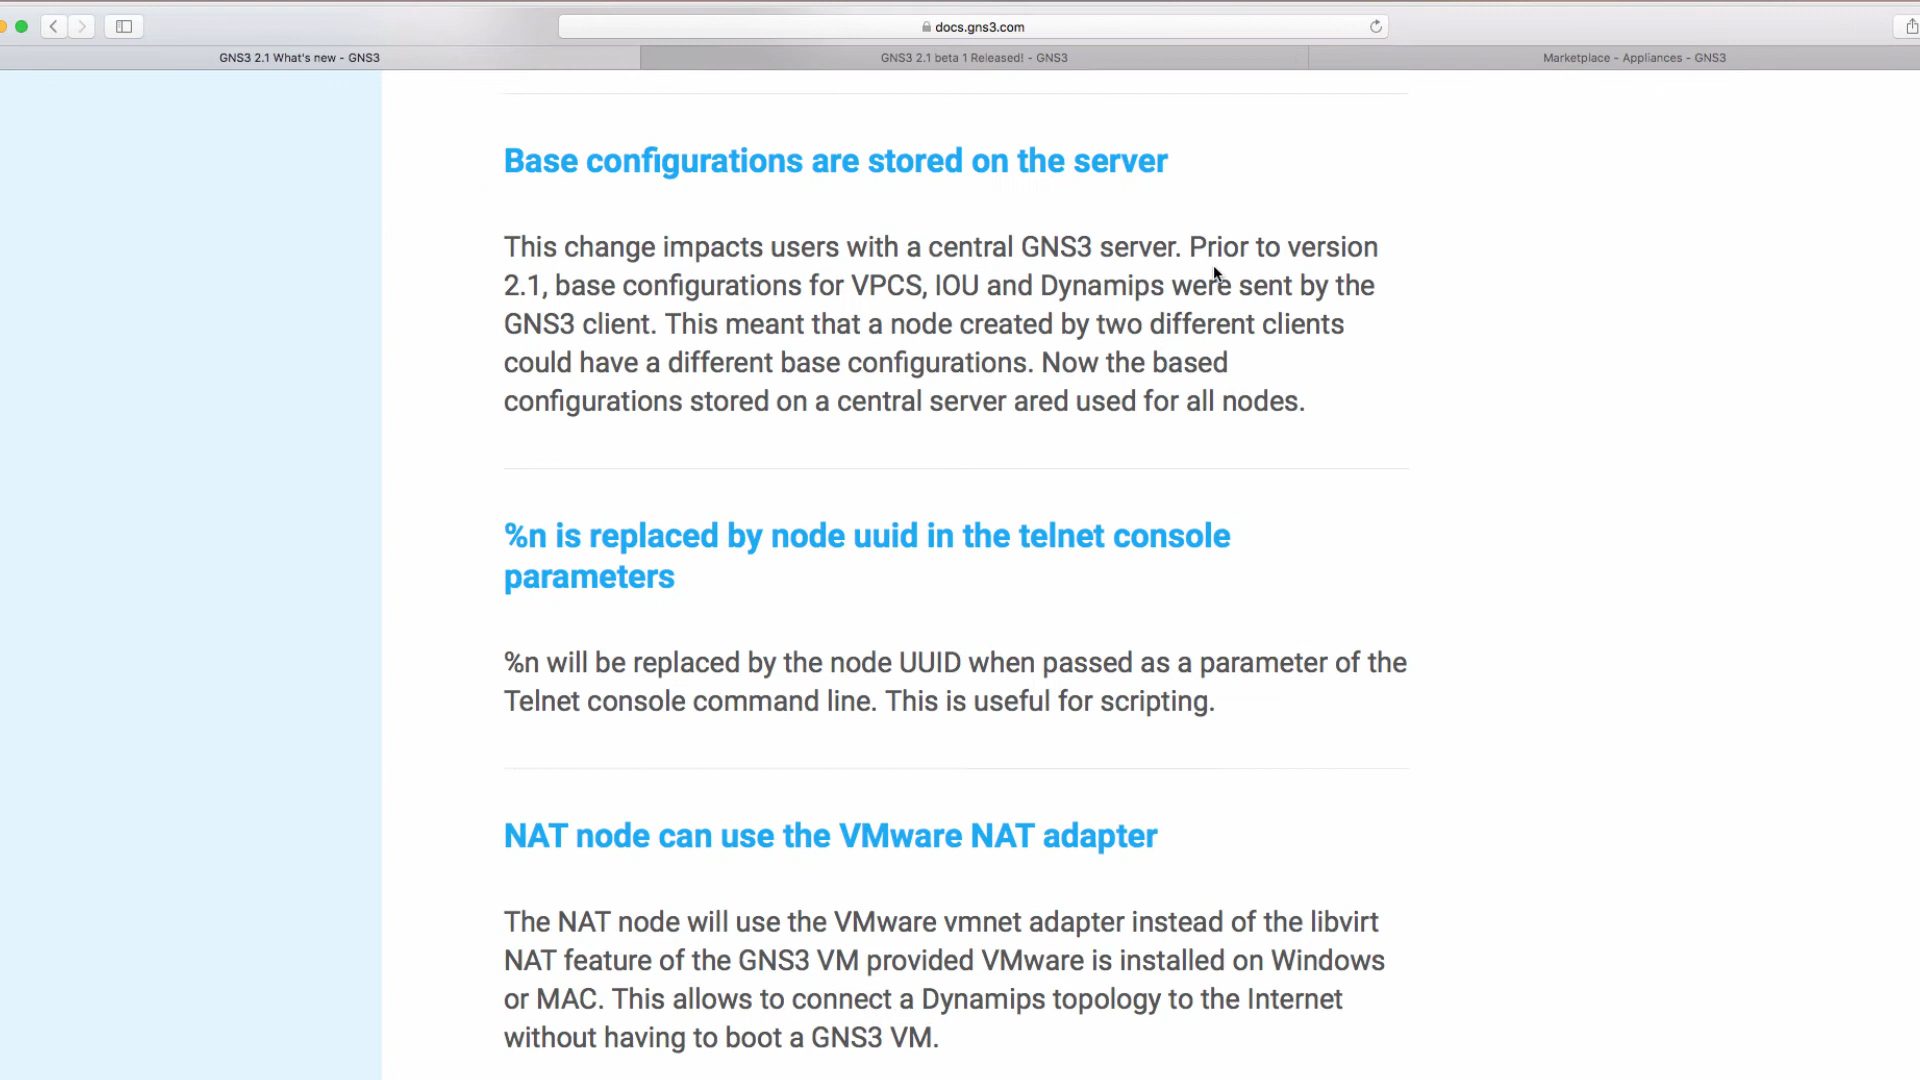 docs.gns3.com
GNS3 2.1 What's new - GNS3
GNS3 2.1 beta 1 Released! - GNS3
Marketplace - Appliances - GNS3
Base configurations are stored on the server
This change impacts users with a central GNS3 server. Prior to version
2.1, base configurations for VPCS, IOU and Dynamips were sent by the
GNS3 client. This meant that a node created by two different clients
could have a different base configurations. Now the based
configurations stored on a central server ared used for all nodes.
%n is replaced by node uuid in the telnet console
parameters
%n will be replaced by the node UUID when passed as a parameter of the
Telnet console command line. This is useful for scripting.
NAT node can use the VMware NAT adapter
The NAT node will use the VMware vmnet adapter instead of the libvirt
NAT feature of the GNS3 VM provided VMware is installed on Windows
or MAC. This allows to connect a Dynamips topology to the Internet
without having to boot a GNS3 VM.